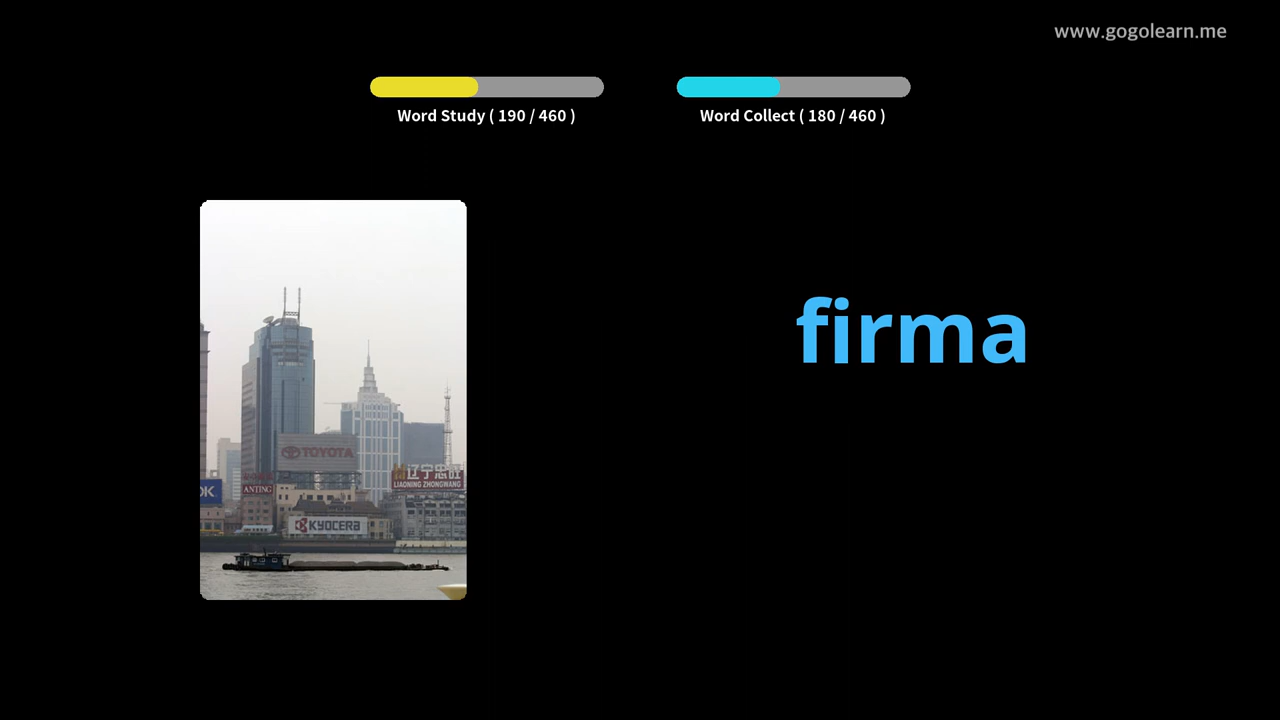 www.gogolearn.me
Word Study ( 190 / 460 )
Word Collect ( 180 / 460 )
firma
TOYOTA
辽宁忠旺
LIAONING ZHONGWANG
OK
ANTING
KYOCERA